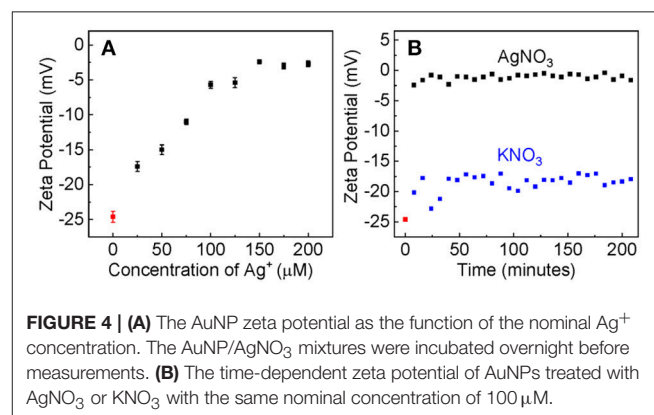 A
Zeta Potential (mV)
0
-5
-10
-15
-20
-25
0 50 100 150 200
Concentration of Ag⁺ (μM)
B
Zeta Potential (mV)
5
0
-5
-10
-15
-20
-25
AgNO₃
KNO₃
0 50 100 150 200
Time (minutes)
FIGURE 4 | (A) The AuNP zeta potential as the function of the nominal Ag⁺
concentration. The AuNP/AgNO₃ mixtures were incubated overnight before
measurements. (B) The time-dependent zeta potential of AuNPs treated with
AgNO₃ or KNO₃ with the same nominal concentration of 100 μM.